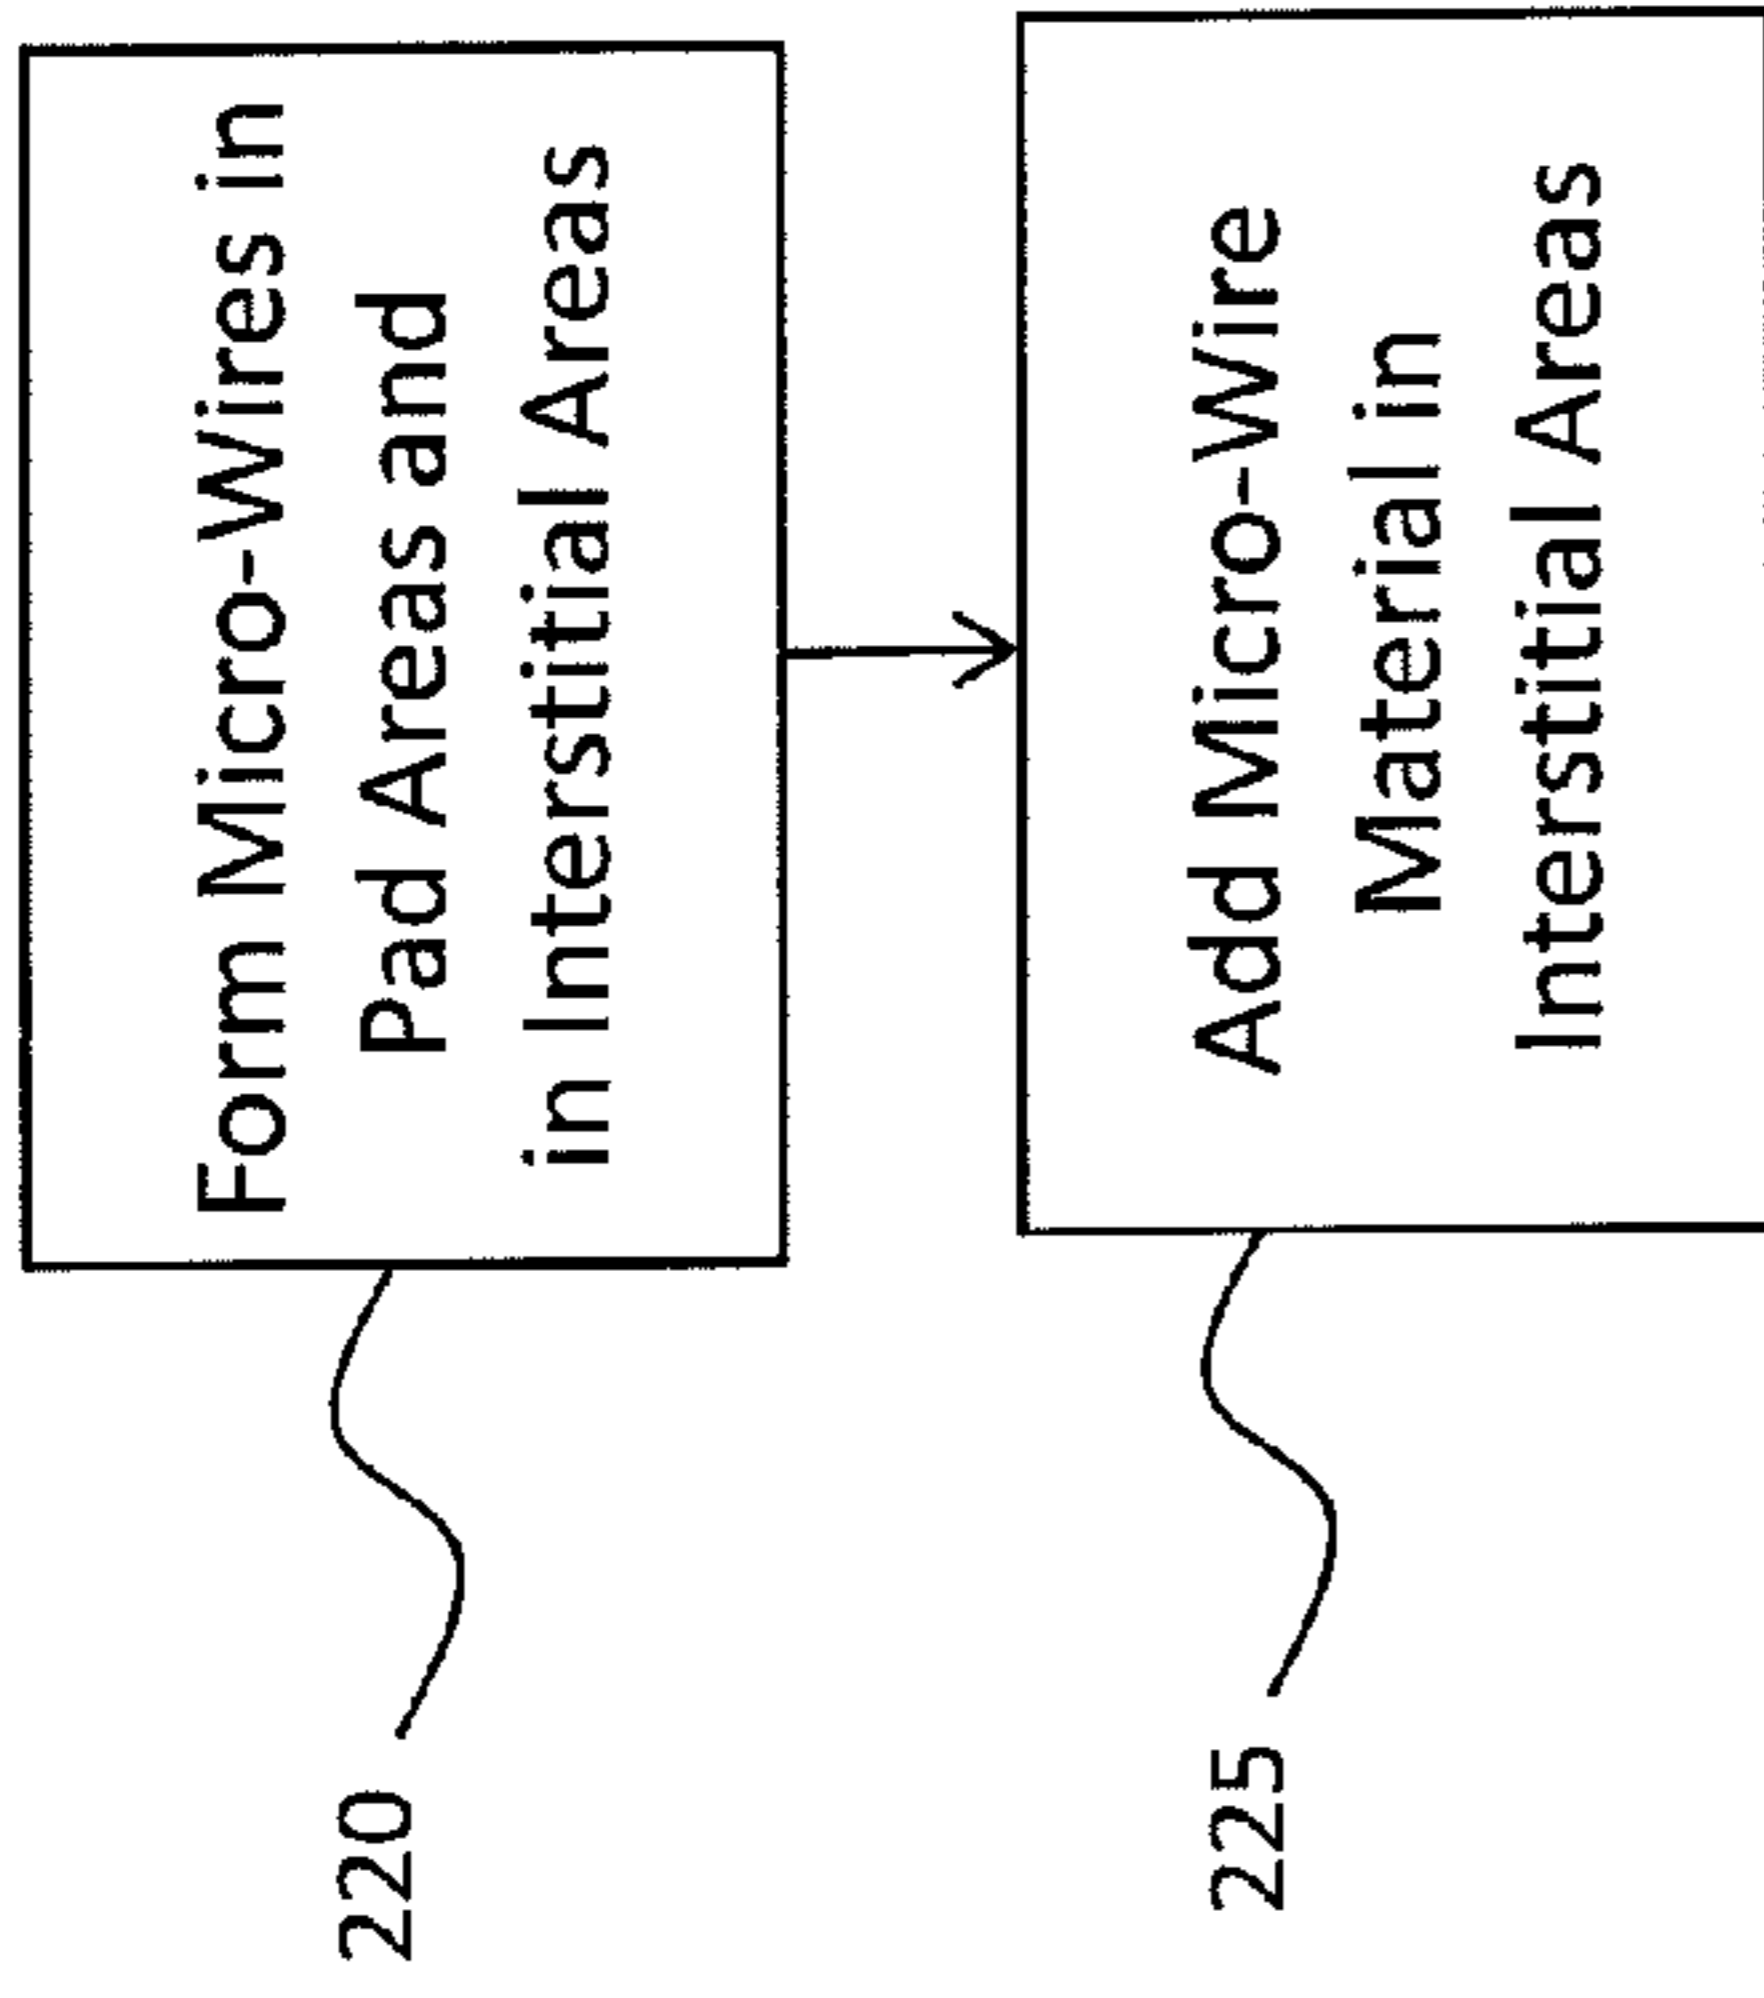 220
Form Micro-Wires in
Pad Areas and
in Interstitial Areas
225
Add Micro-Wire
Material in
Interstitial Areas